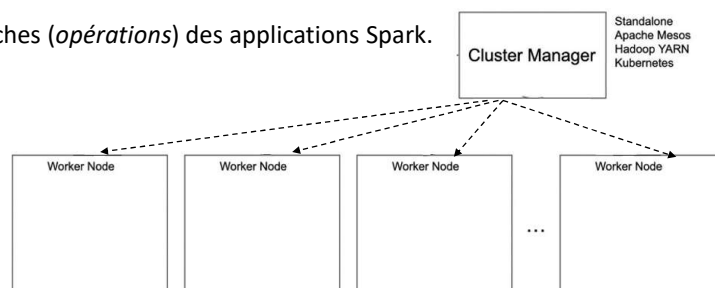 ches (opérations) des applications Spark.
Cluster Manager
Standalone
Apache Mesos
Hadoop YARN
Kubernetes
Worker Node
Worker Node
Worker Node
...
Worker Node